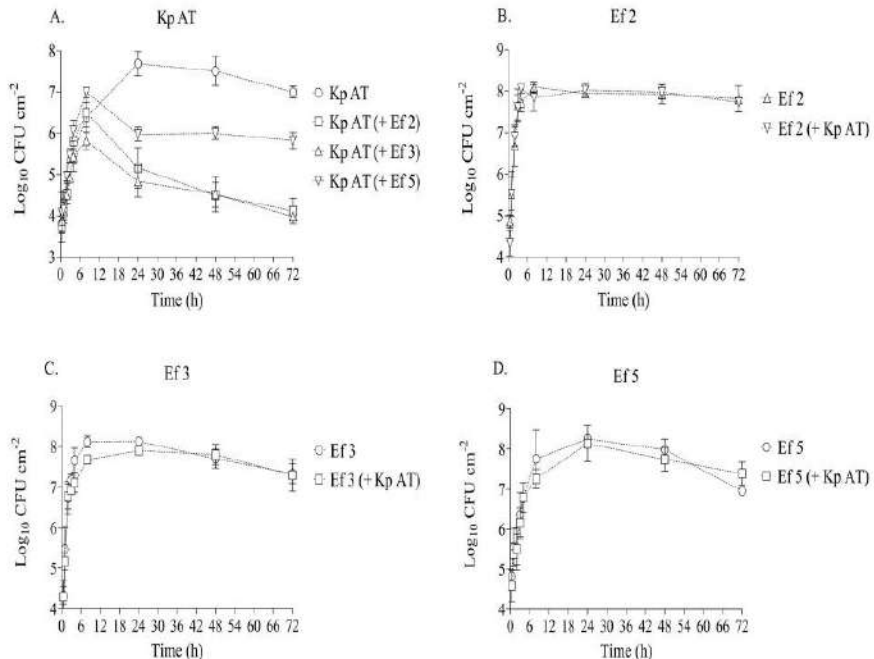 A.
Kp AT
Log10 CFU cm-2
8
7
6
5
4
3
0 6 12 18 24 30 36 42 48 54 60 66 72
Time (h)
Kp AT
Kp AT (+ Ef 2)
Kp AT (+ Ef 3)
Kp AT (+ Ef 5)
B.
Ef 2
Log10 CFU cm-2
9
8
7
6
5
4
0 6 12 18 24 30 36 42 48 54 60 66 72
Time (h)
Ef 2
Ef 2 (+ Kp AT)
C.
Ef 3
Log10 CFU cm-2
9
8
7
6
5
4
0 6 12 18 24 30 36 42 48 54 60 66 72
Time (h)
Ef 3
Ef 3 (+ Kp AT)
D.
Ef 5
Log10 CFU cm-2
9
8
7
6
5
4
0 6 12 18 24 30 36 42 48 54 60 66 72
Time (h)
Ef 5
Ef 5 (+ Kp AT)